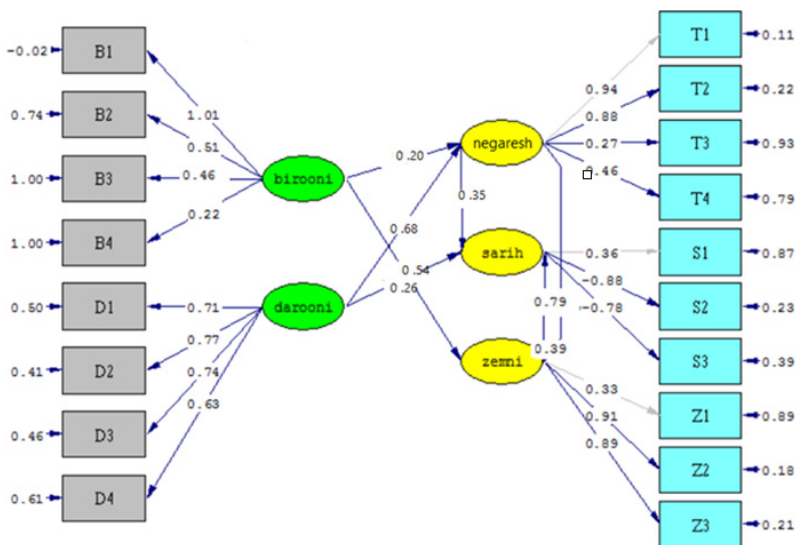 -0.02 B1
0.74 B2
1.00 B3
1.00 B4
0.50 D1
0.41 D2
0.46 D3
0.61 D4
1.01
0.51
0.46
0.22
0.71
0.77
0.74
0.63
birooni
darooni
0.20
0.68
0.54
0.26
negaresh
0.35
sarih
0.79
0.39
zemni
0.94
0.88
0.27
0.46
0.36
-0.88
-0.78
0.33
0.91
0.89
T1 0.11
T2 0.22
T3 0.93
T4 0.79
S1 0.87
S2 0.23
S3 0.39
Z1 0.89
Z2 0.18
Z3 0.21